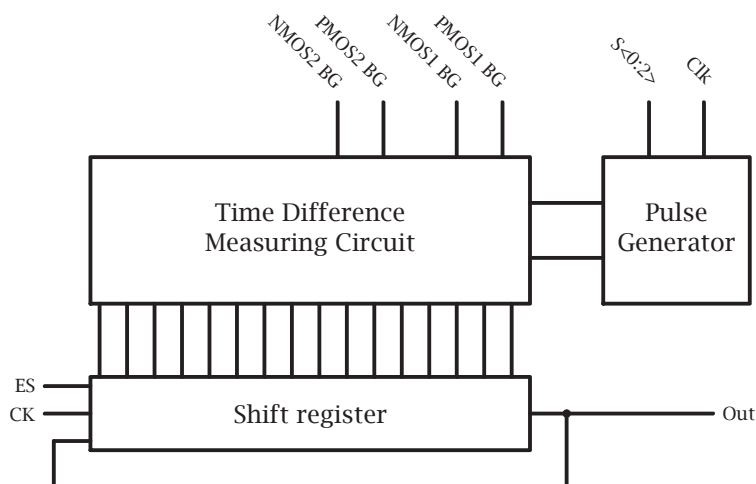 NMOS2 BG
PMOS2 BG
NMOS1 BG
PMOS1 BG
S<0:2>
Clk
Time Difference
Measuring Circuit
Pulse
Generator
ES
CK
Shift register
Out